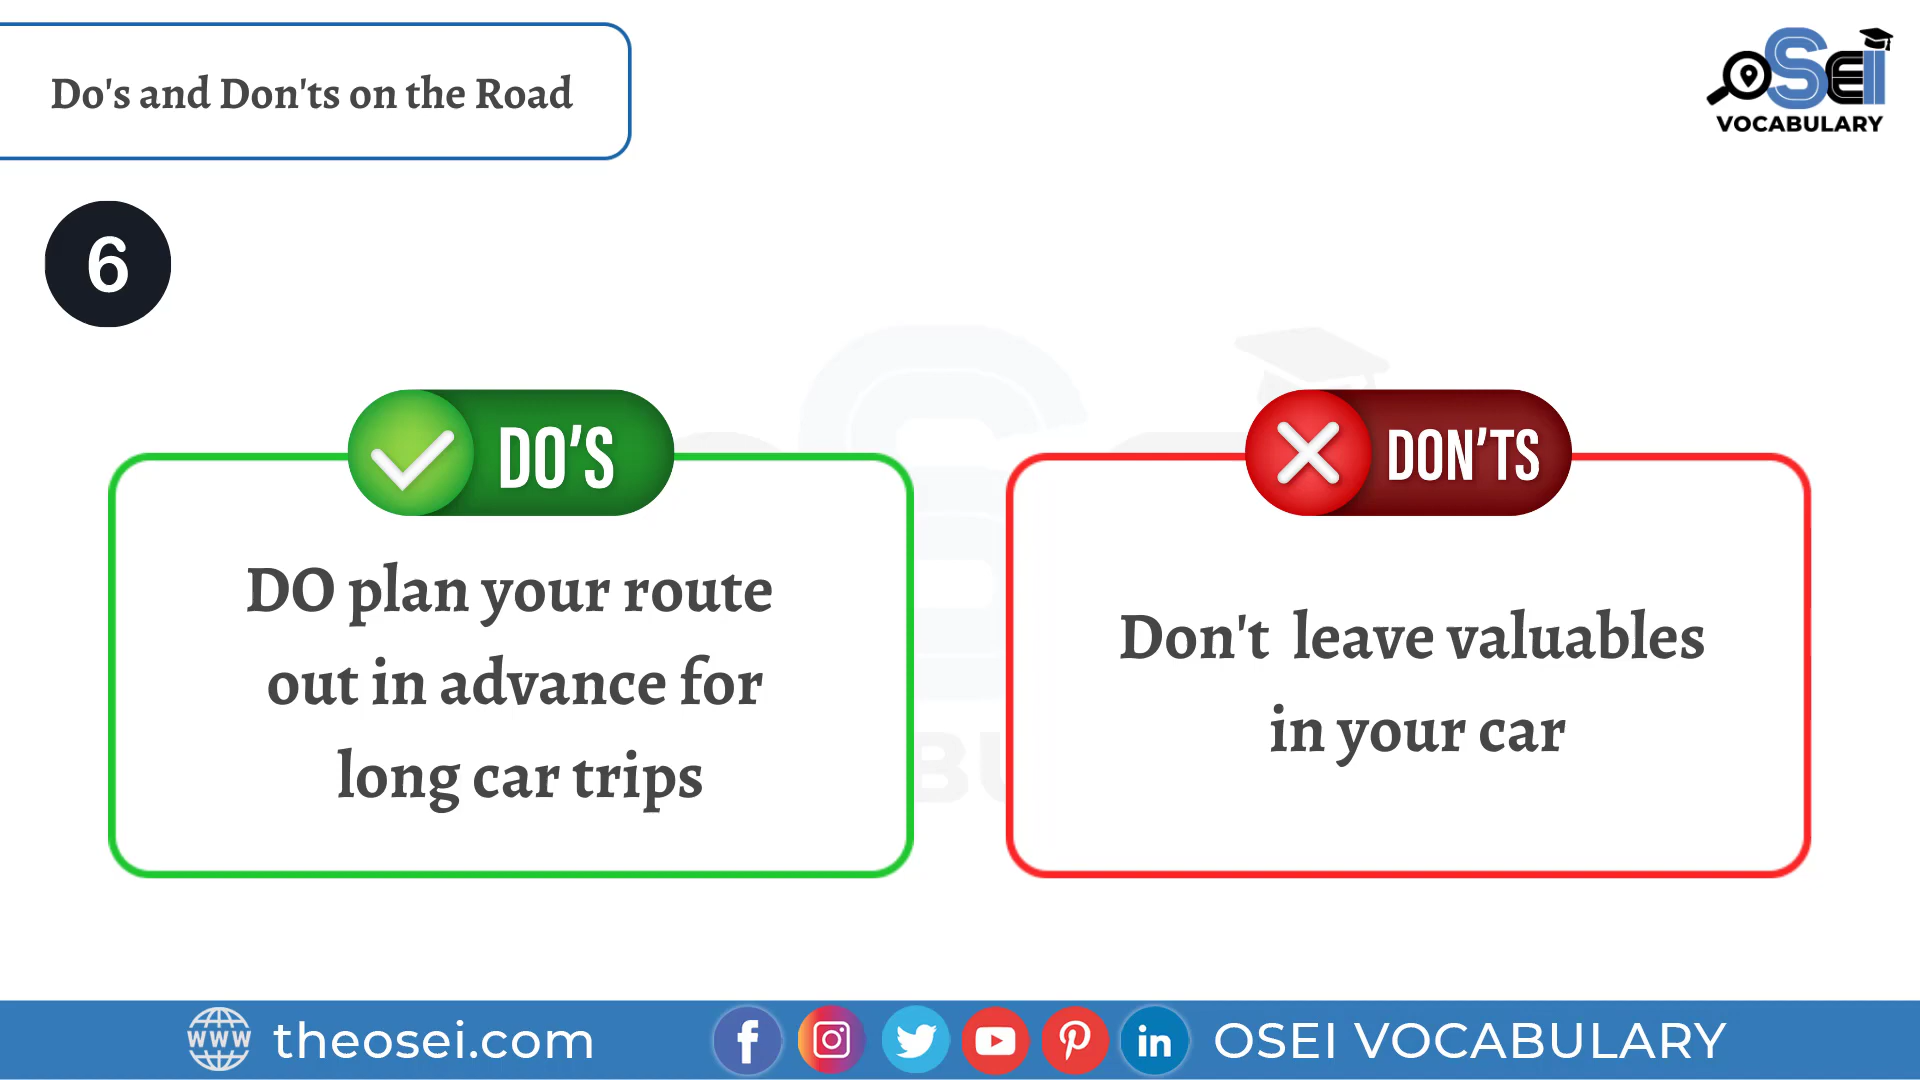 Do's and Don'ts on the Road
OSEI
VOCABULARY
6
DO'S
DO plan your route
out in advance for
long car trips
DON'TS
Don't leave valuables
in your car
www theosei.com
OSEI VOCABULARY